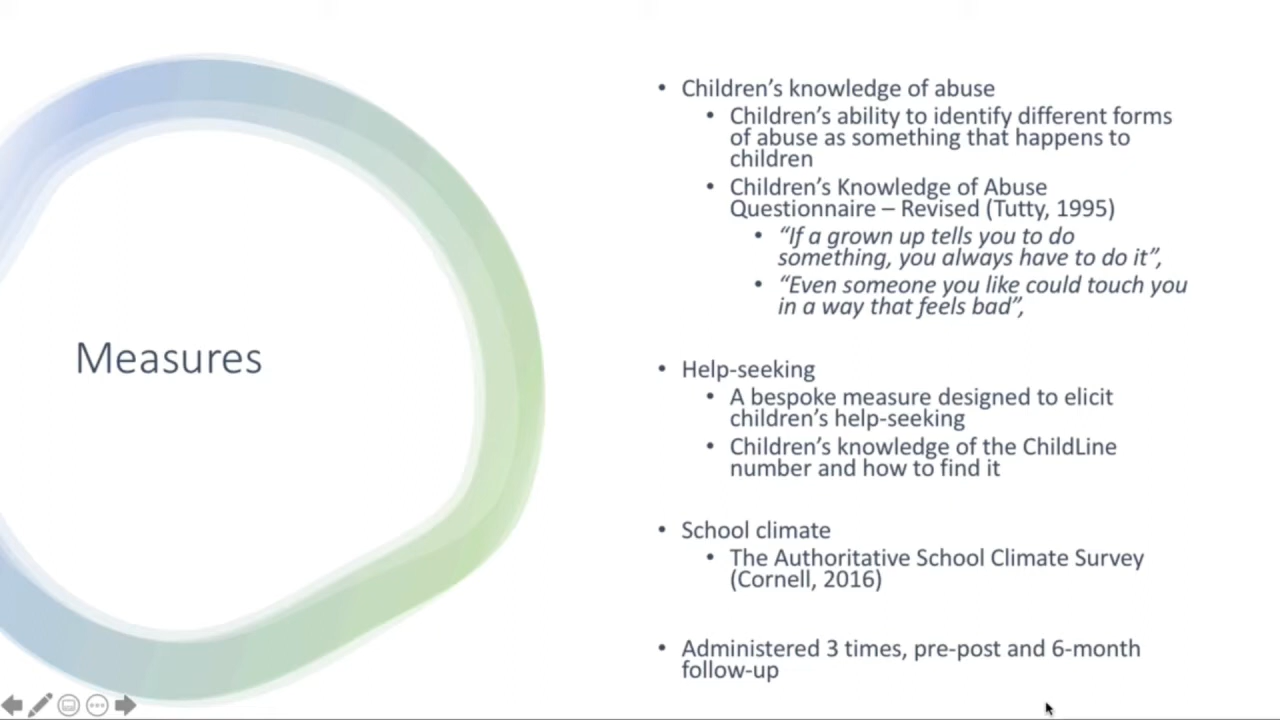 Measures
• Children’s knowledge of abuse
• Children’s ability to identify different forms
of abuse as something that happens to
children
• Children’s Knowledge of Abuse
Questionnaire – Revised (Tutty, 1995)
• “If a grown up tells you to do
something, you always have to do it”,
• “Even someone you like could touch you
in a way that feels bad”,
• Help-seeking
• A bespoke measure designed to elicit
children’s help-seeking
• Children’s knowledge of the ChildLine
number and how to find it
• School climate
• The Authoritative School Climate Survey
(Cornell, 2016)
• Administered 3 times, pre-post and 6-month
follow-up